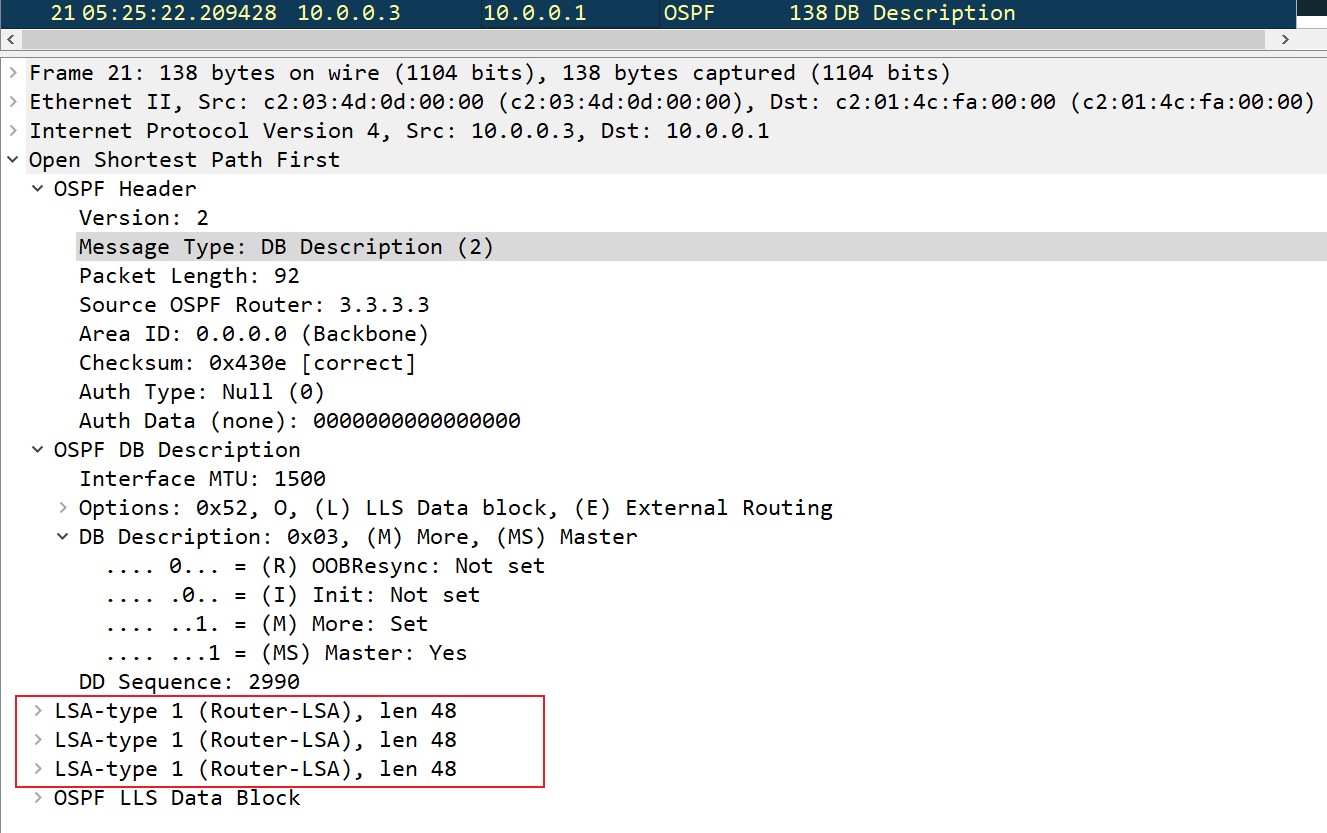 21 05:25:22.209428 10.0.0.3 10.0.0.1 OSPF 138 DB Description
Frame 21: 138 bytes on wire (1104 bits), 138 bytes captured (1104 bits)
Ethernet II, Src: c2:03:4d:0d:00:00 (c2:03:4d:0d:00:00), Dst: c2:01:4c:fa:00:00 (c2:01:4c:fa:00:00)
Internet Protocol Version 4, Src: 10.0.0.3, Dst: 10.0.0.1
Open Shortest Path First
OSPF Header
Version: 2
Message Type: DB Description (2)
Packet Length: 92
Source OSPF Router: 3.3.3.3
Area ID: 0.0.0.0 (Backbone)
Checksum: 0x430e [correct]
Auth Type: Null (0)
Auth Data (none): 0000000000000000
OSPF DB Description
Interface MTU: 1500
Options: 0x52, O, (L) LLS Data block, (E) External Routing
DB Description: 0x03, (M) More, (MS) Master
.... 0... = (R) OOBResync: Not set
.... .0.. = (I) Init: Not set
.... ..1. = (M) More: Set
.... ...1 = (MS) Master: Yes
DD Sequence: 2990
LSA-type 1 (Router-LSA), len 48
LSA-type 1 (Router-LSA), len 48
LSA-type 1 (Router-LSA), len 48
OSPF LLS Data Block